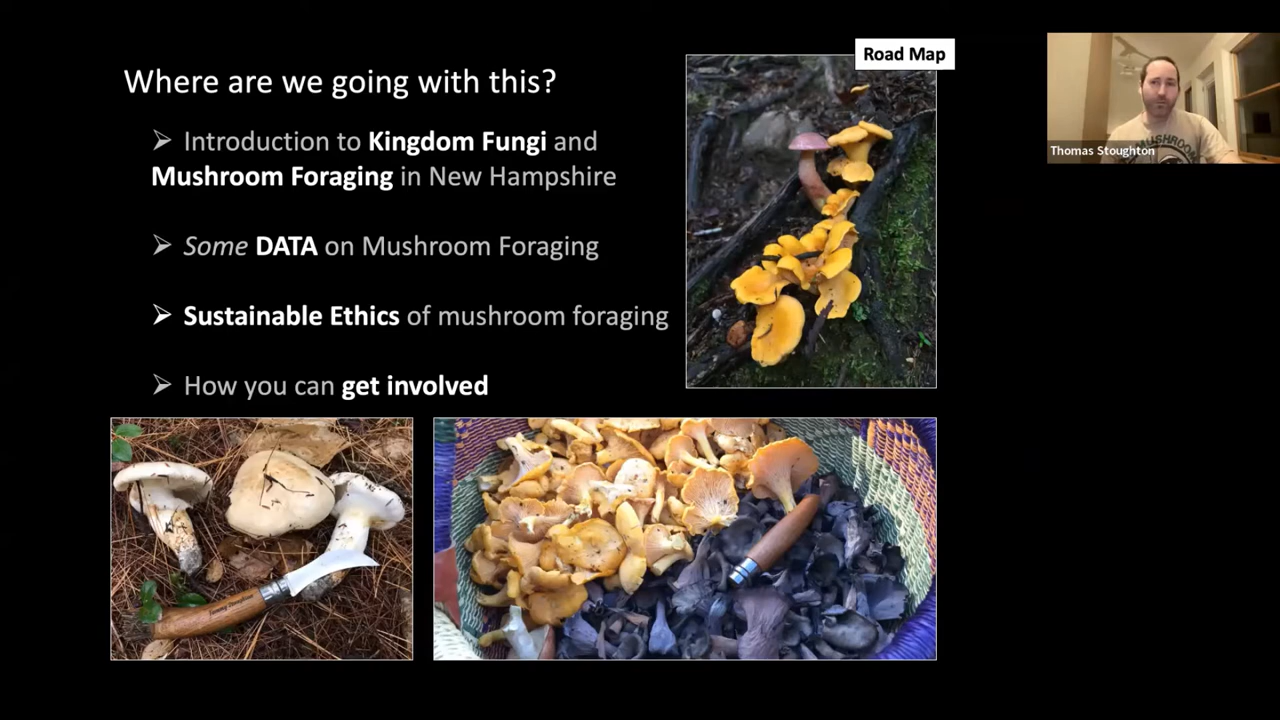 Road Map
Where are we going with this?
Introduction to Kingdom Fungi and
Mushroom Foraging in New Hampshire
Some DATA on Mushroom Foraging
Sustainable Ethics of mushroom foraging
How you can get involved
Thomas Stoughton
MUSHROOM